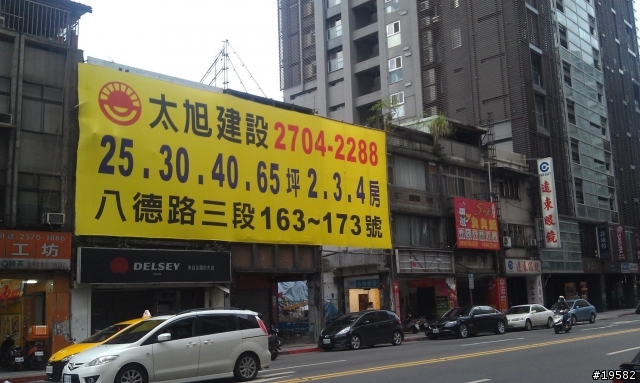 太旭建設 2704-2288
25.30.40.65坪 2.3.4房
八德路三段163~173號
工坊
DELSEY
遠東眼鏡
#19582